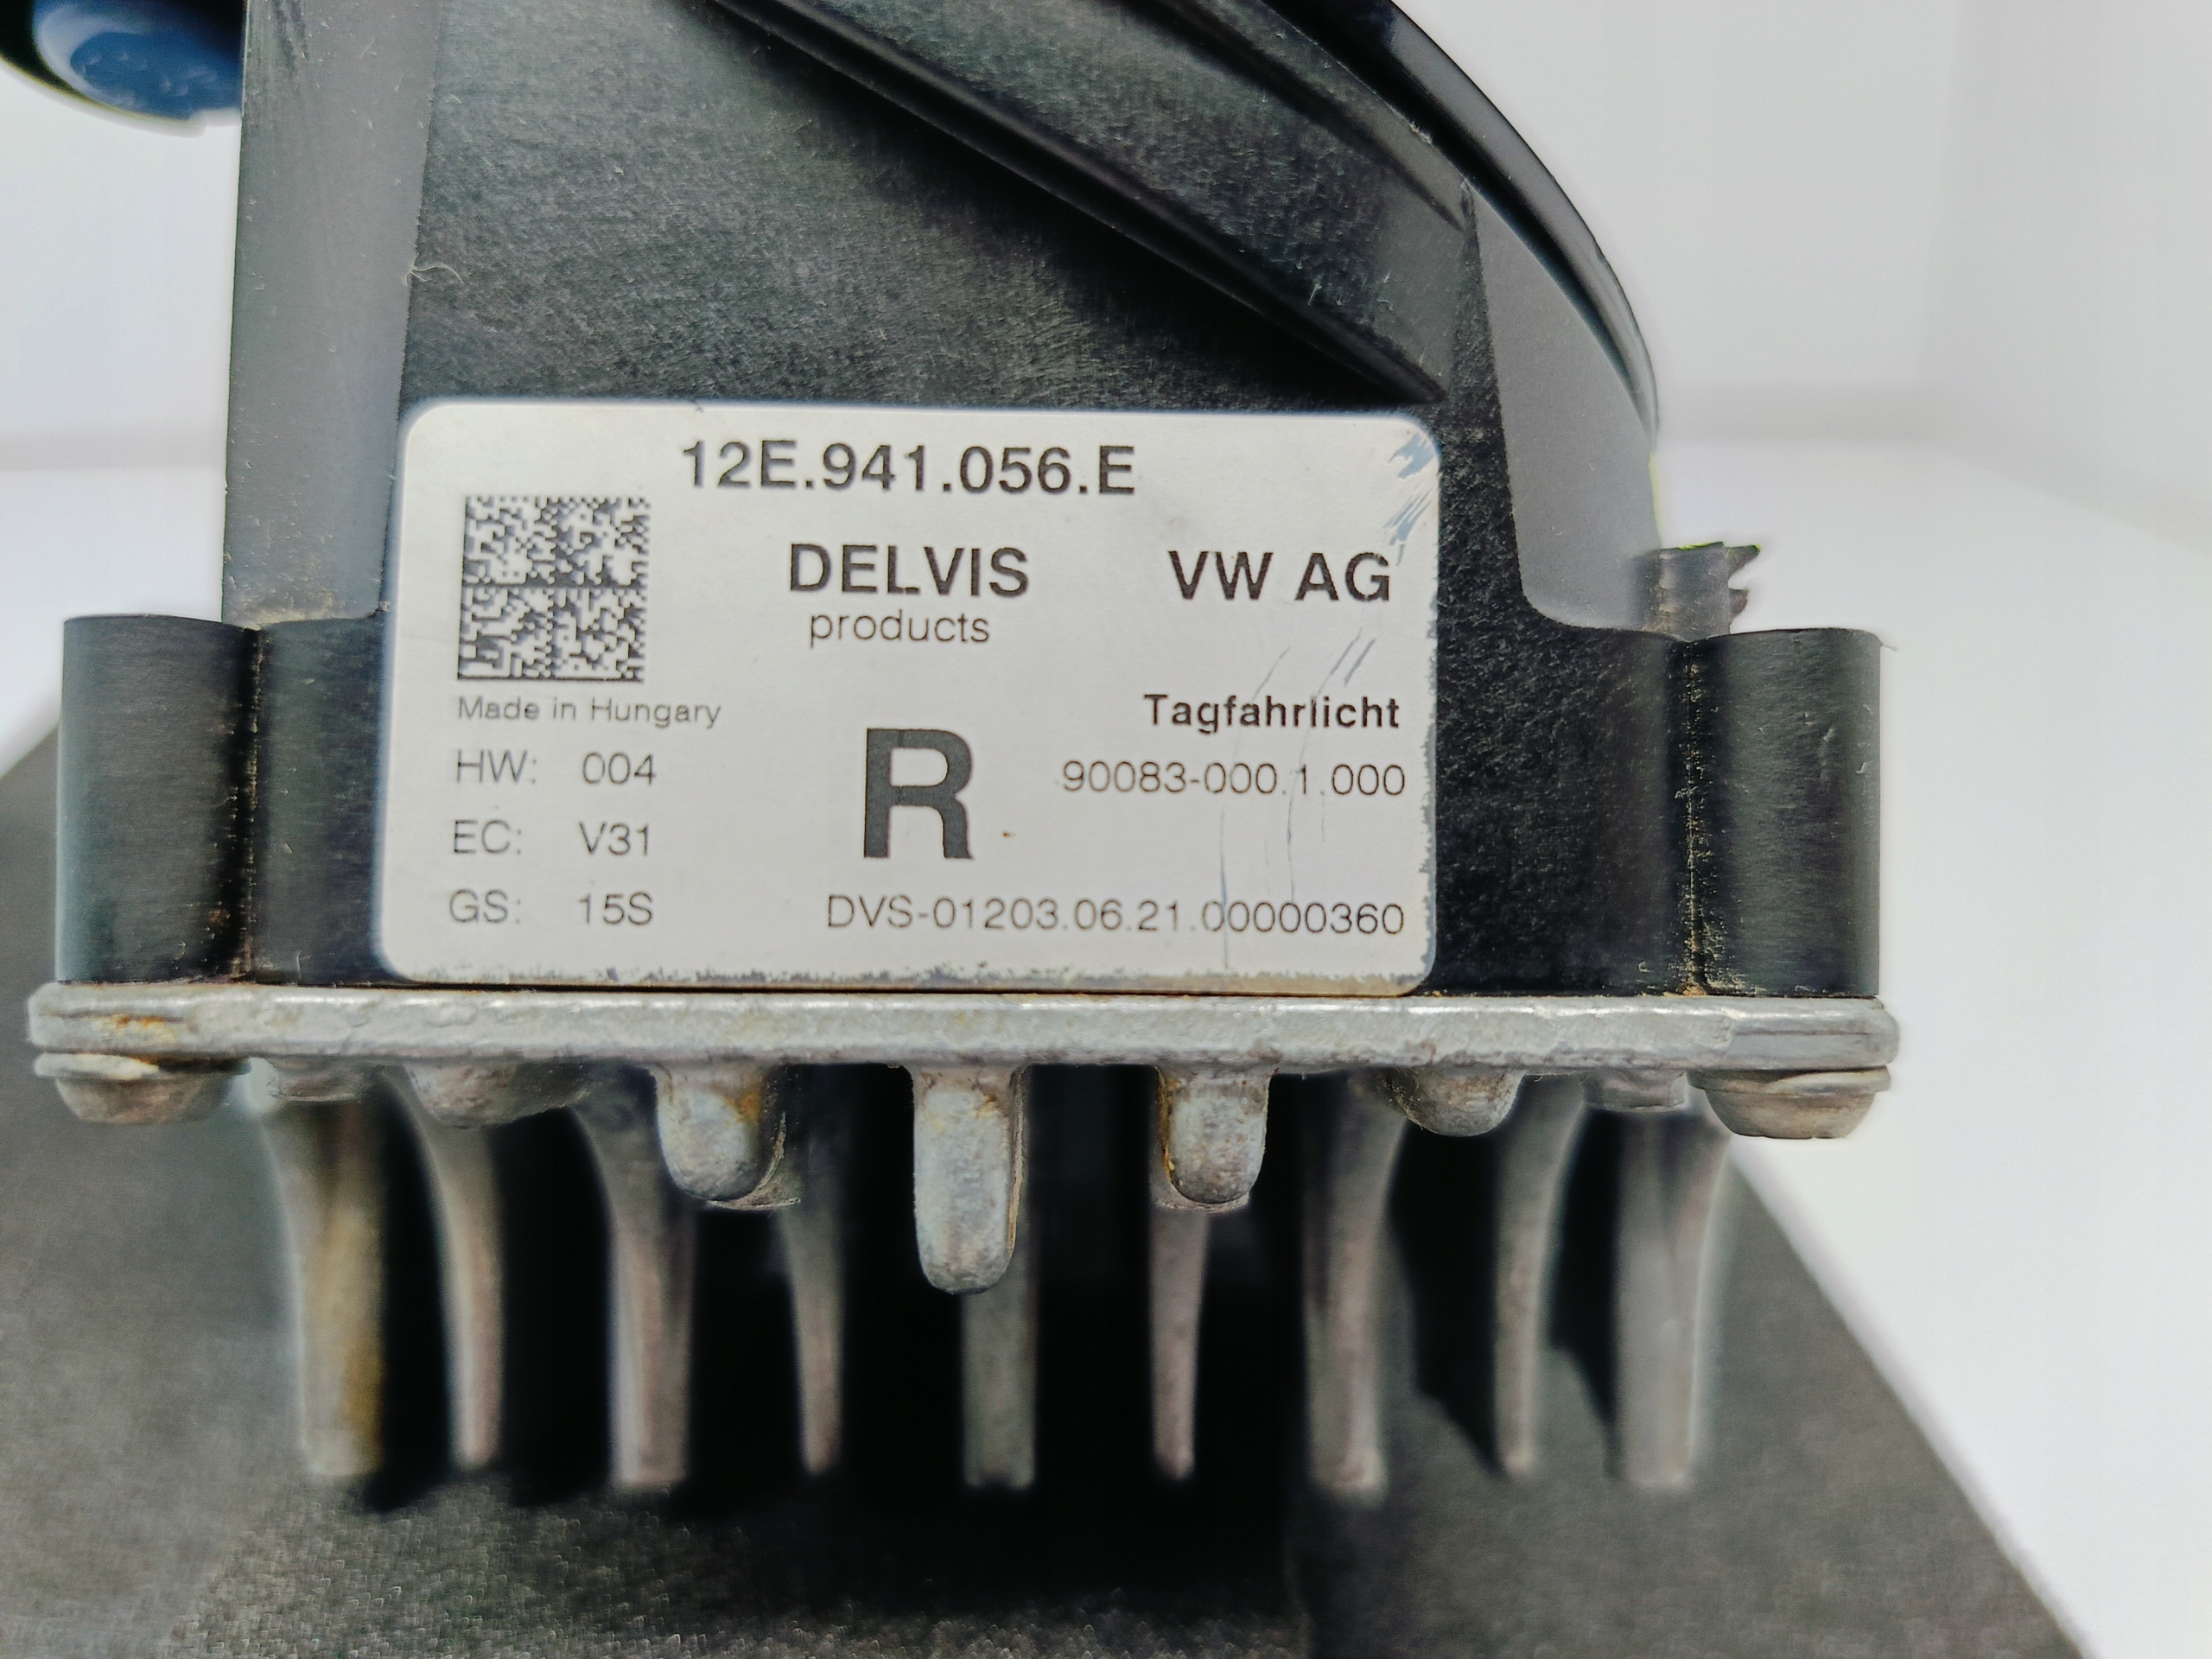 12E.941.056.E
DELVIS VW AG
products
Made in Hungary Tagfahrlicht
HW: 004 R 90083-000.1.000
EC: V31
GS: 15S DVS-01203.06.21.00000360